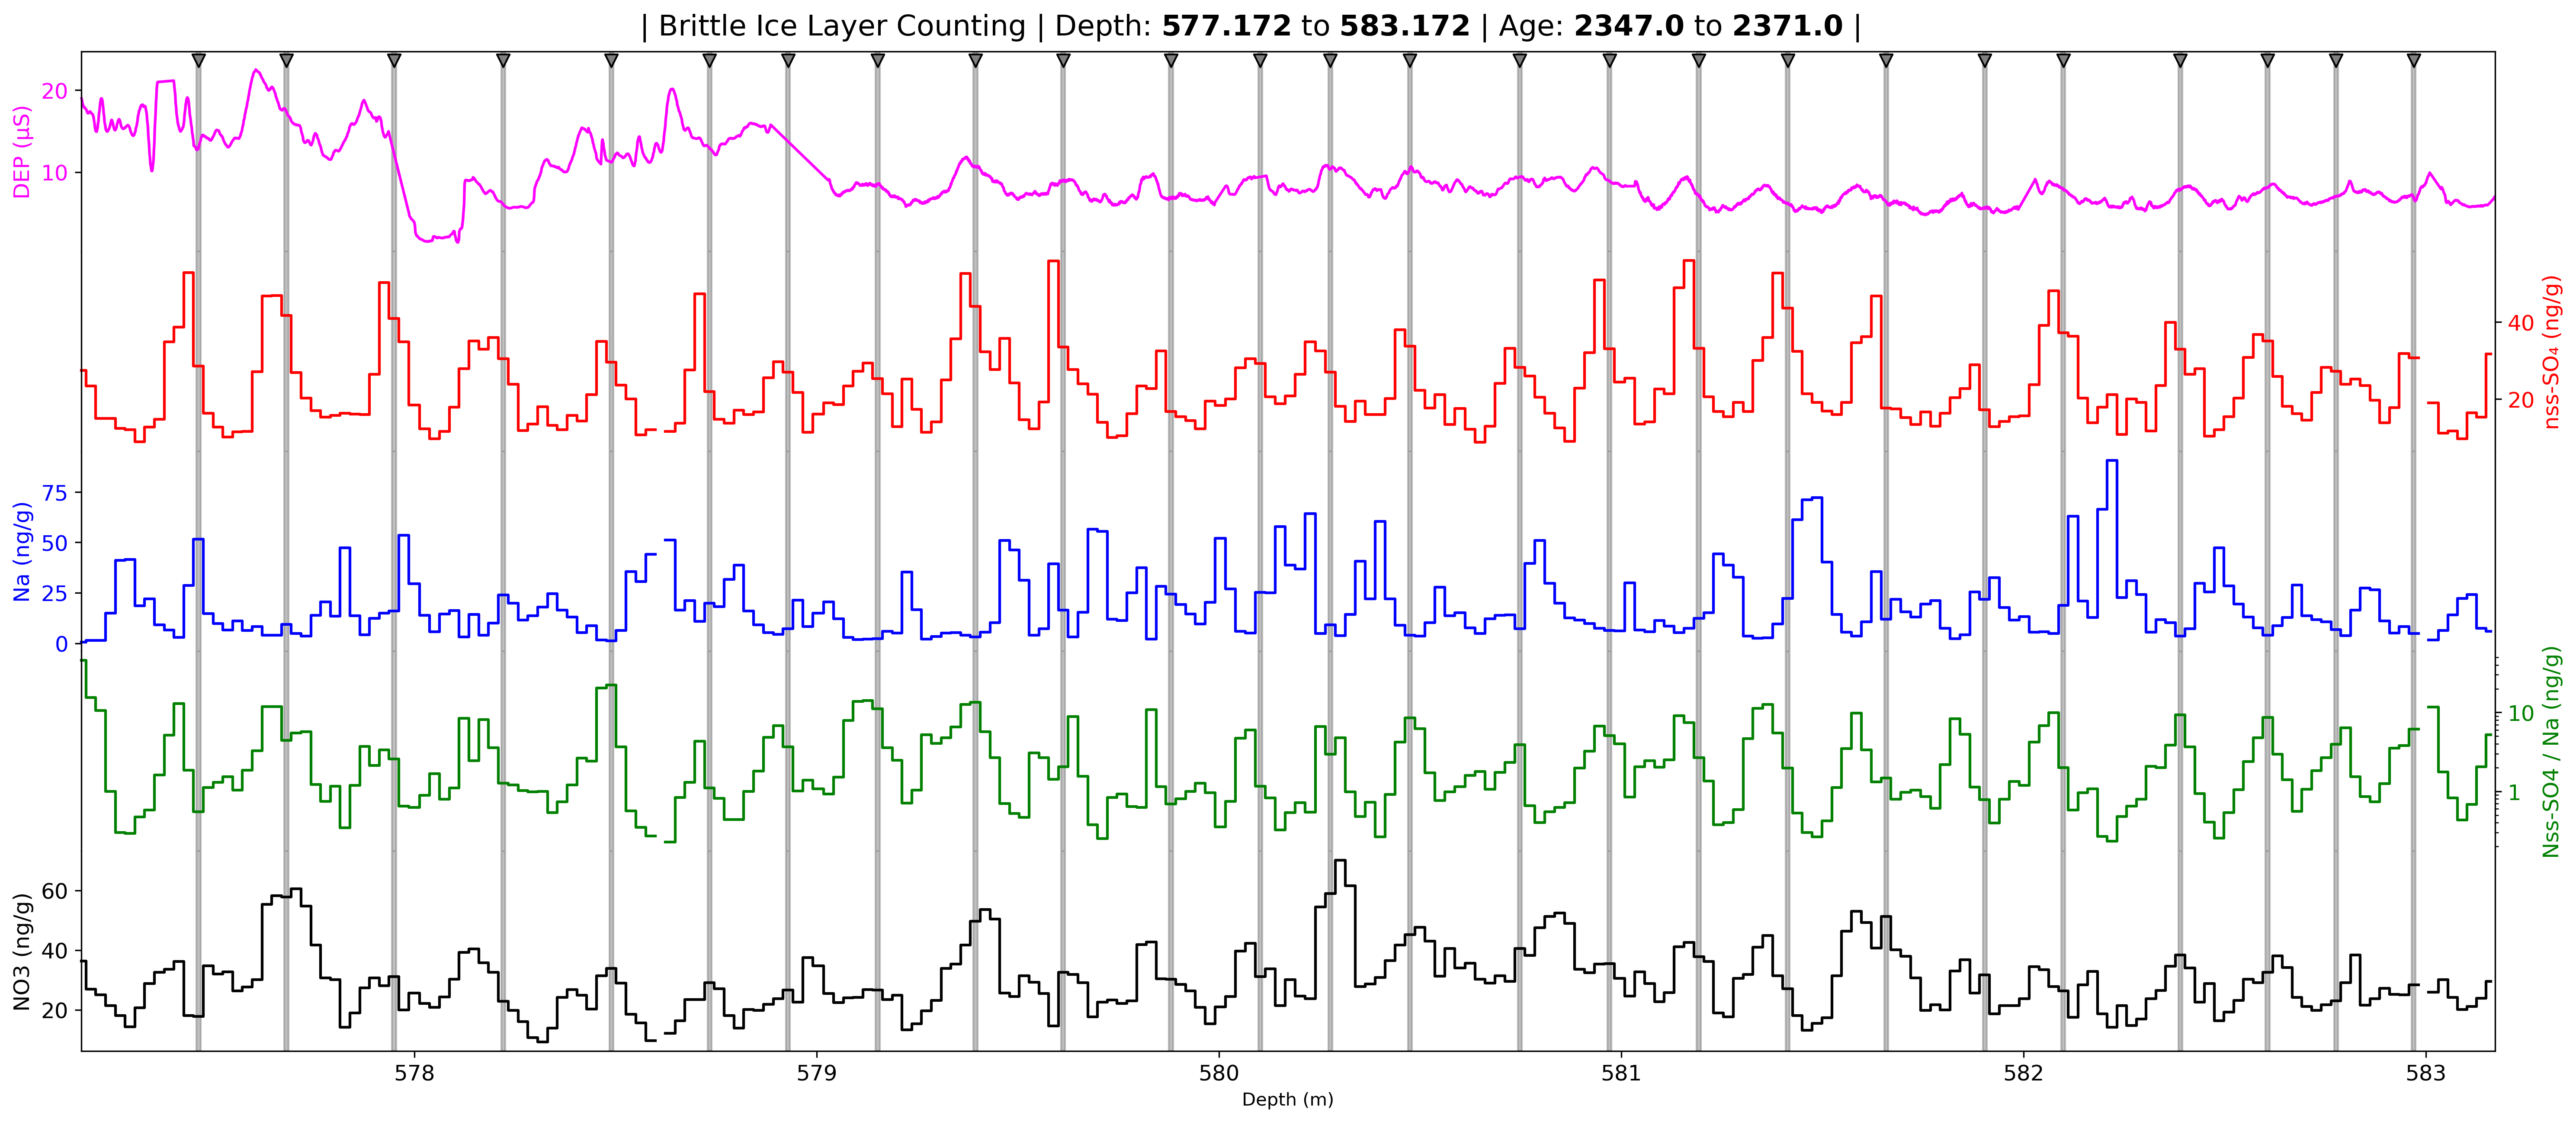 | Brittle Ice Layer Counting | Depth: 577.172 to 583.172 | Age: 2347.0 to 2371.0 |
DEP (μS)
20
10
nss-SO₄ (ng/g)
40
20
Na (ng/g)
75
50
25
0
Nss-SO4 / Na (ng/g)
10
1
NO3 (ng/g)
60
40
20
578 579 580 581 582 583
Depth (m)